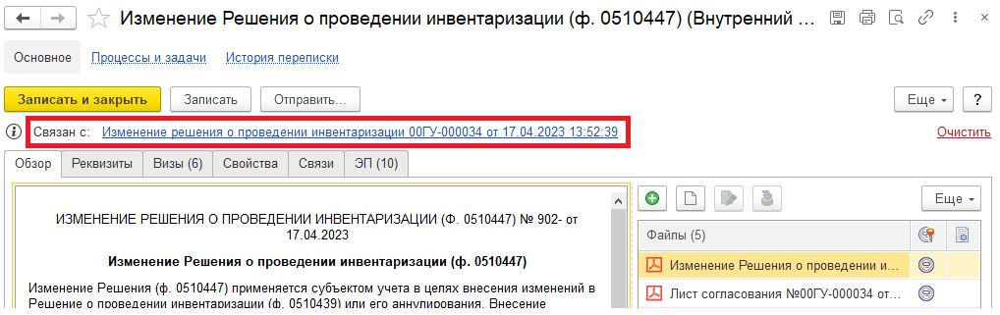 Изменение Решения о проведении инвентаризации (ф. 0510447) (Внутренний ...
Основное Процессы и задачи История переписки
Записать и закрыть Записать Отправить... Еще ?
Связан с: Изменение решения о проведении инвентаризации 00ГУ-000034 от 17.04.2023 13:52:39 Очистить
Обзор Реквизиты Визы (6) Свойства Связи ЭП (10)
Еще
ИЗМЕНЕНИЕ РЕШЕНИЯ О ПРОВЕДЕНИИ ИНВЕНТАРИЗАЦИИ (Ф. 0510447) № 902- от
17.04.2023
Изменение Решения о проведении инвентаризации (ф. 0510447)
Изменение Решения (ф. 0510447) применяется субъектом учета в целях внесения изменений в
Решение о проведении инвентаризации (ф. 0510439) или его аннулирования. Внесение
Файлы (5)
Изменение Решения о проведении и...
Лист согласования №00ГУ-000034 от...